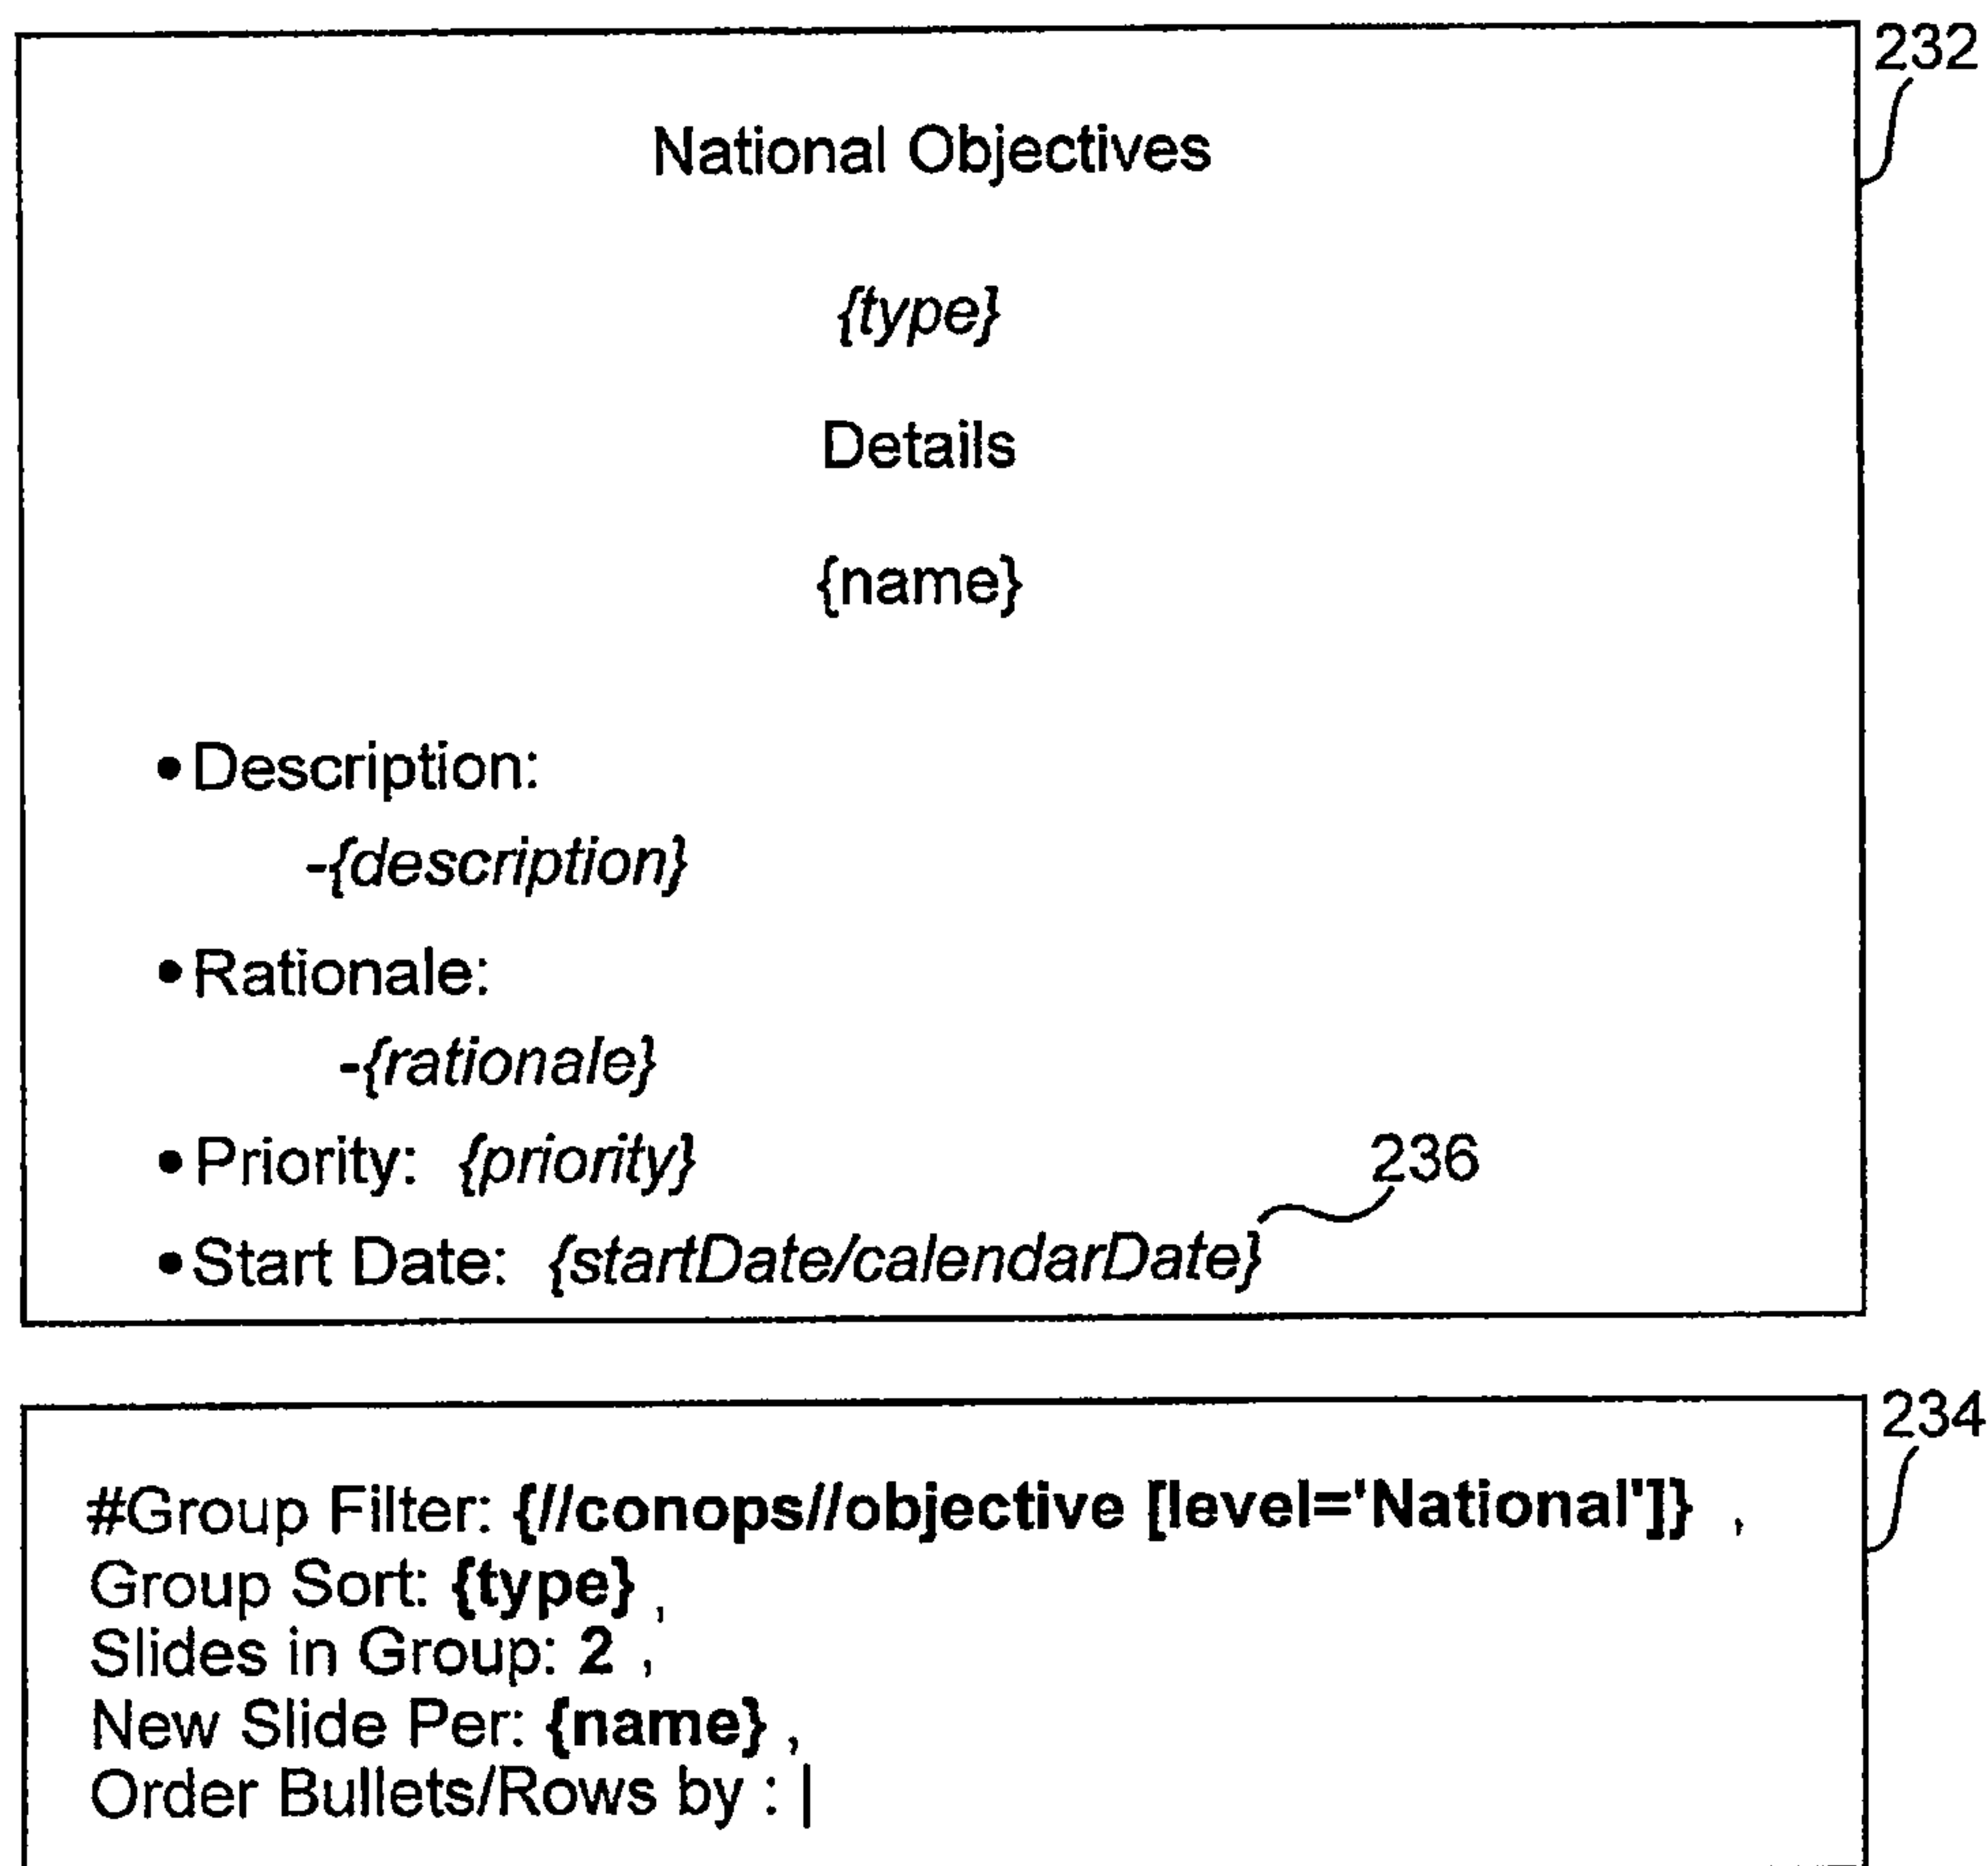 232
National Objectives
{type}
Details
{name}
•Description:
-{description}
•Rationale:
-{rationale}
•Priority: {priority}
236
•Start Date: {startDate/calendarDate}
234
#Group Filter: {//conops//objective [level='National']} ,
Group Sort: {type} ,
Slides in Group: 2 ,
New Slide Per: {name} ,
Order Bullets/Rows by : |